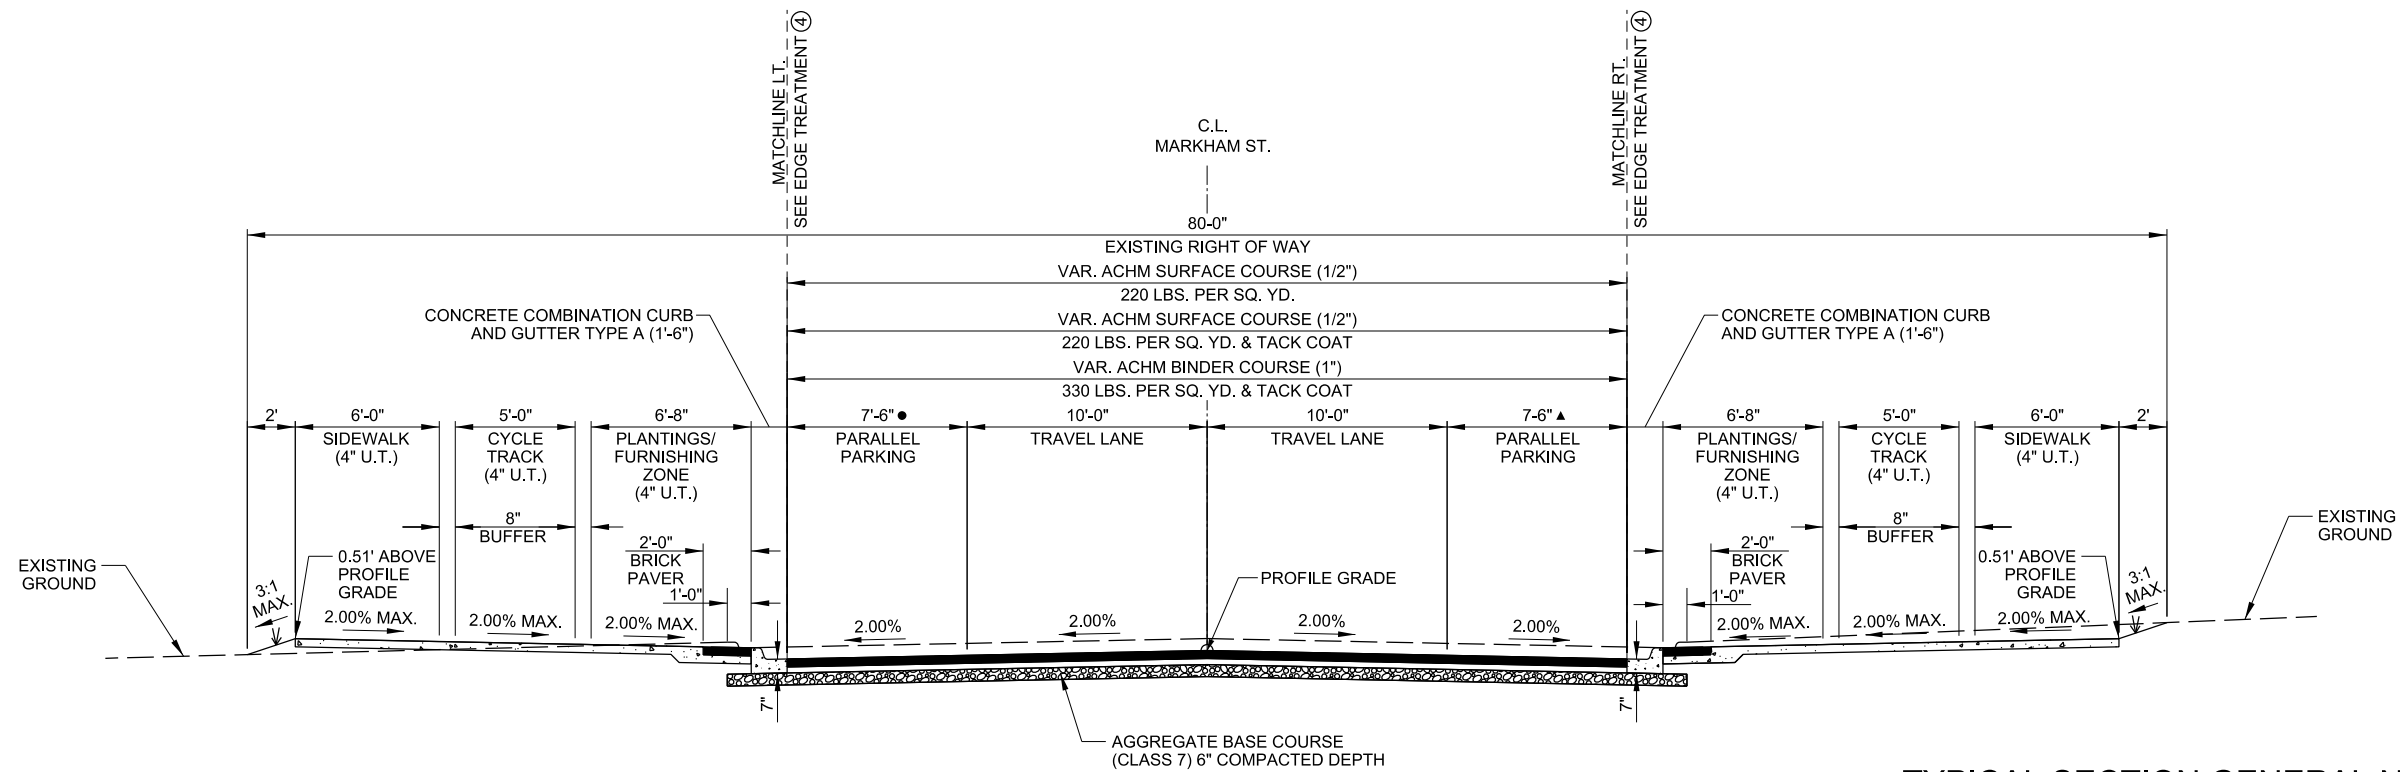 MATCHLINE LT.
SEE EDGE TREATMENT 4
MATCHLINE RT.
SEE EDGE TREATMENT 4
C.L.
MARKHAM ST.
80-0"
EXISTING RIGHT OF WAY
VAR. ACHM SURFACE COURSE (1/2")
220 LBS. PER SQ. YD.
VAR. ACHM SURFACE COURSE (1/2")
220 LBS. PER SQ. YD. & TACK COAT
VAR. ACHM BINDER COURSE (1")
330 LBS. PER SQ. YD. & TACK COAT
CONCRETE COMBINATION CURB
AND GUTTER TYPE A (1'-6")
CONCRETE COMBINATION CURB
AND GUTTER TYPE A (1'-6")
2' 6'-0" 5'-0" 6'-8" 7'-6" ● 10'-0" 10'-0" 7-6" ▲ 6'-8" 5'-0" 6'-0" 2'
SIDEWALK
(4" U.T.)
CYCLE
TRACK
(4" U.T.)
PLANTINGS/
FURNISHING
ZONE
(4" U.T.)
PARALLEL
PARKING
TRAVEL LANE
TRAVEL LANE
PARALLEL
PARKING
PLANTINGS/
FURNISHING
ZONE
(4" U.T.)
CYCLE
TRACK
(4" U.T.)
SIDEWALK
(4" U.T.)
8"
BUFFER
8"
BUFFER
EXISTING
GROUND
3:1
MAX.
0.51' ABOVE
PROFILE
GRADE
2'-0"
BRICK
PAVER
1'-0"
PROFILE GRADE
2'-0"
BRICK
PAVER
1'-0"
0.51' ABOVE
PROFILE
GRADE
3:1
MAX.
EXISTING
GROUND
2.00% MAX. 2.00% MAX. 2.00% MAX. 2.00% 2.00% 2.00% 2.00% 2.00% MAX. 2.00% MAX. 2.00% MAX.
7"
7"
AGGREGATE BASE COURSE
(CLASS 7) 6" COMPACTED DEPTH